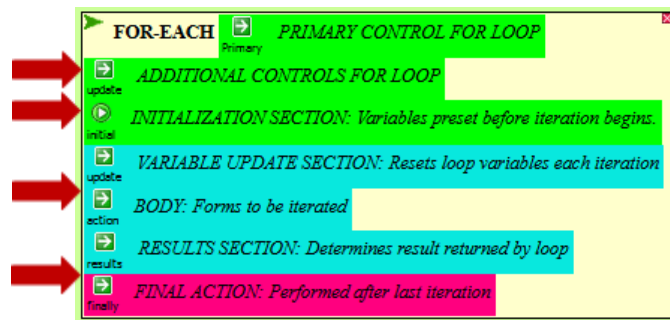 FOR-EACH Primary PRIMARY CONTROL FOR LOOP
update ADDITIONAL CONTROLS FOR LOOP
initial INITIALIZATION SECTION: Variables preset before iteration begins.
update VARIABLE UPDATE SECTION: Resets loop variables each iteration
action BODY: Forms to be iterated
results RESULTS SECTION: Determines result returned by loop
finally FINAL ACTION: Performed after last iteration